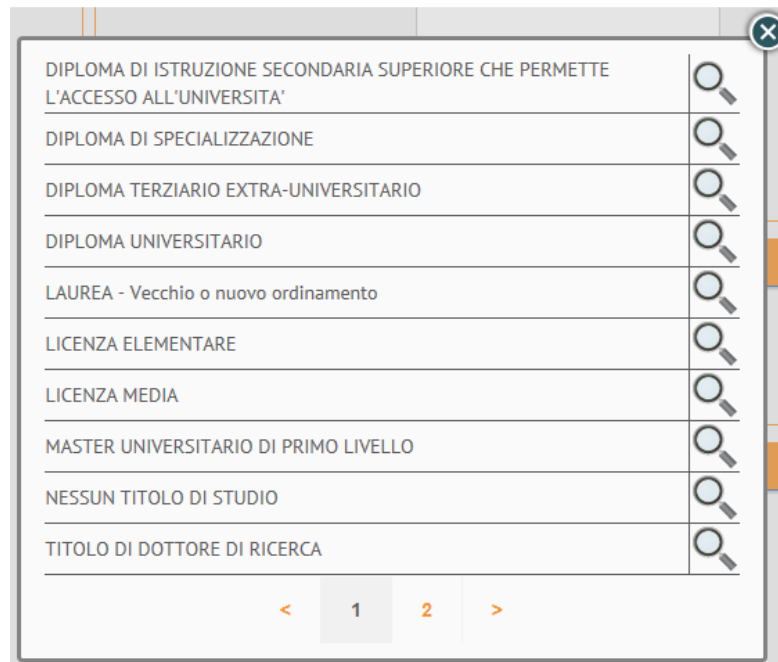 DIPLOMA DI ISTRUZIONE SECONDARIA SUPERIORE CHE PERMETTE
L'ACCESSO ALL'UNIVERSITA'
DIPLOMA DI SPECIALIZZAZIONE
DIPLOMA TERZIARIO EXTRA-UNIVERSITARIO
DIPLOMA UNIVERSITARIO
LAUREA - Vecchio o nuovo ordinamento
LICENZA ELEMENTARE
LICENZA MEDIA
MASTER UNIVERSITARIO DI PRIMO LIVELLO
NESSUN TITOLO DI STUDIO
TITOLO DI DOTTORE DI RICERCA
< 1 2 >